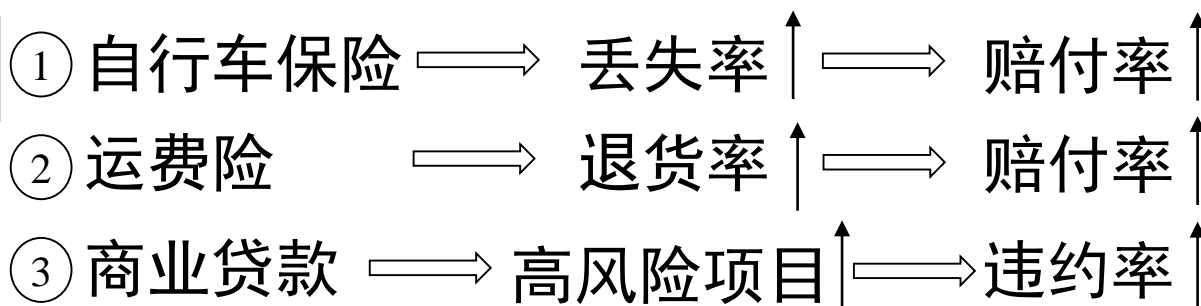 ① 自行车保险 ⇒ 丢失率↑ ⇒ 赔付率↑
② 运费险 ⇒ 退货率↑ ⇒ 赔付率↑
③ 商业贷款 ⇒ 高风险项目↑ ⇒ 违约率↑